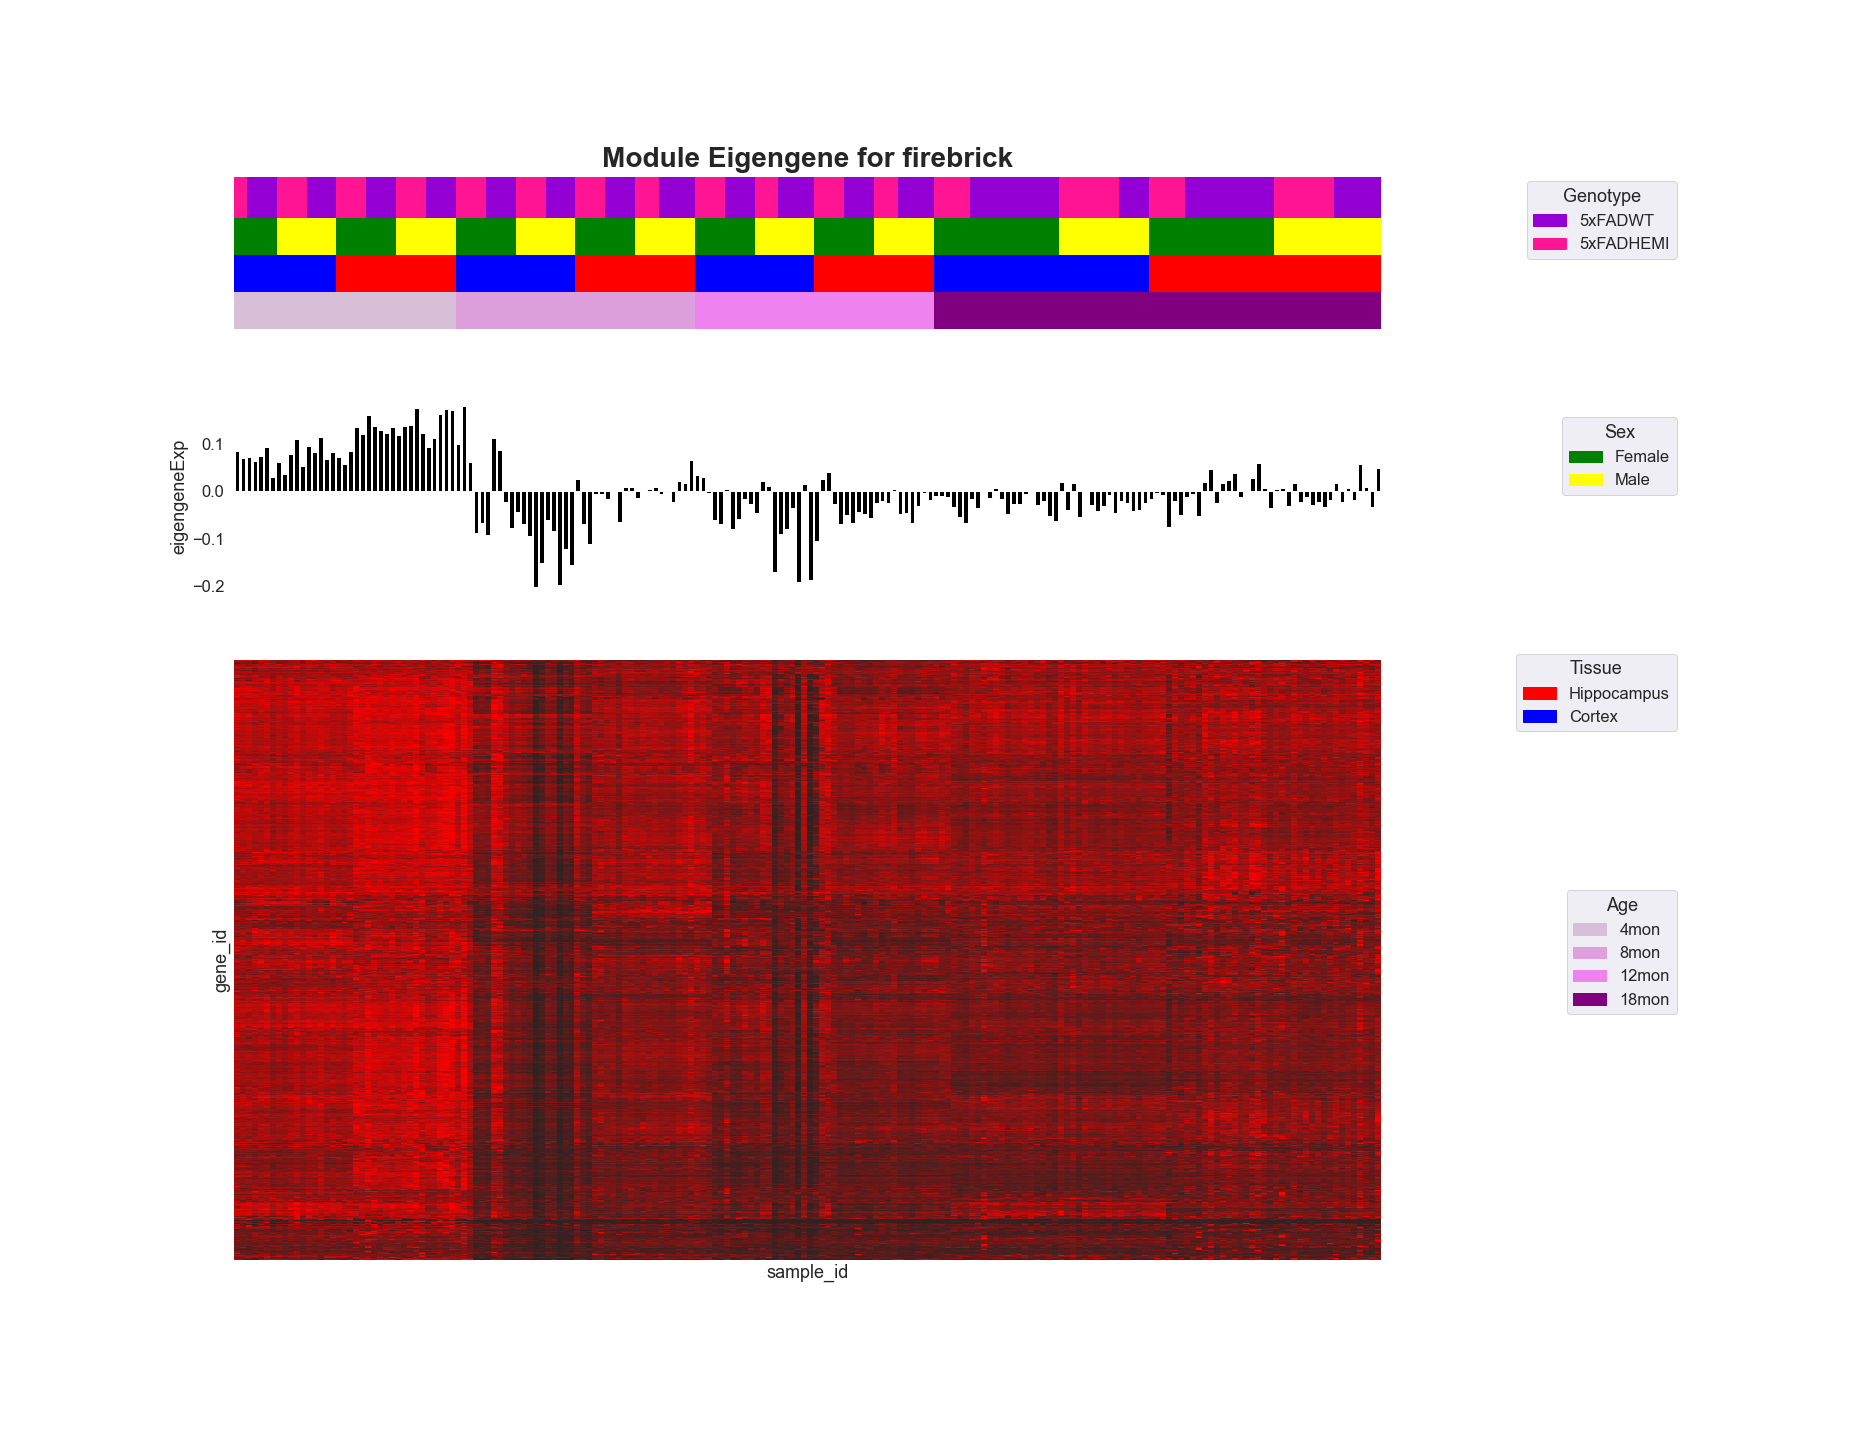 Module Eigengene for firebrick
Genotype
5xFADWT
5xFADHEMI
eigengeneExp
0.1
0.0
−0.1
−0.2
Sex
Female
Male
gene_id
sample_id
Tissue
Hippocampus
Cortex
Age
4mon
8mon
12mon
18mon